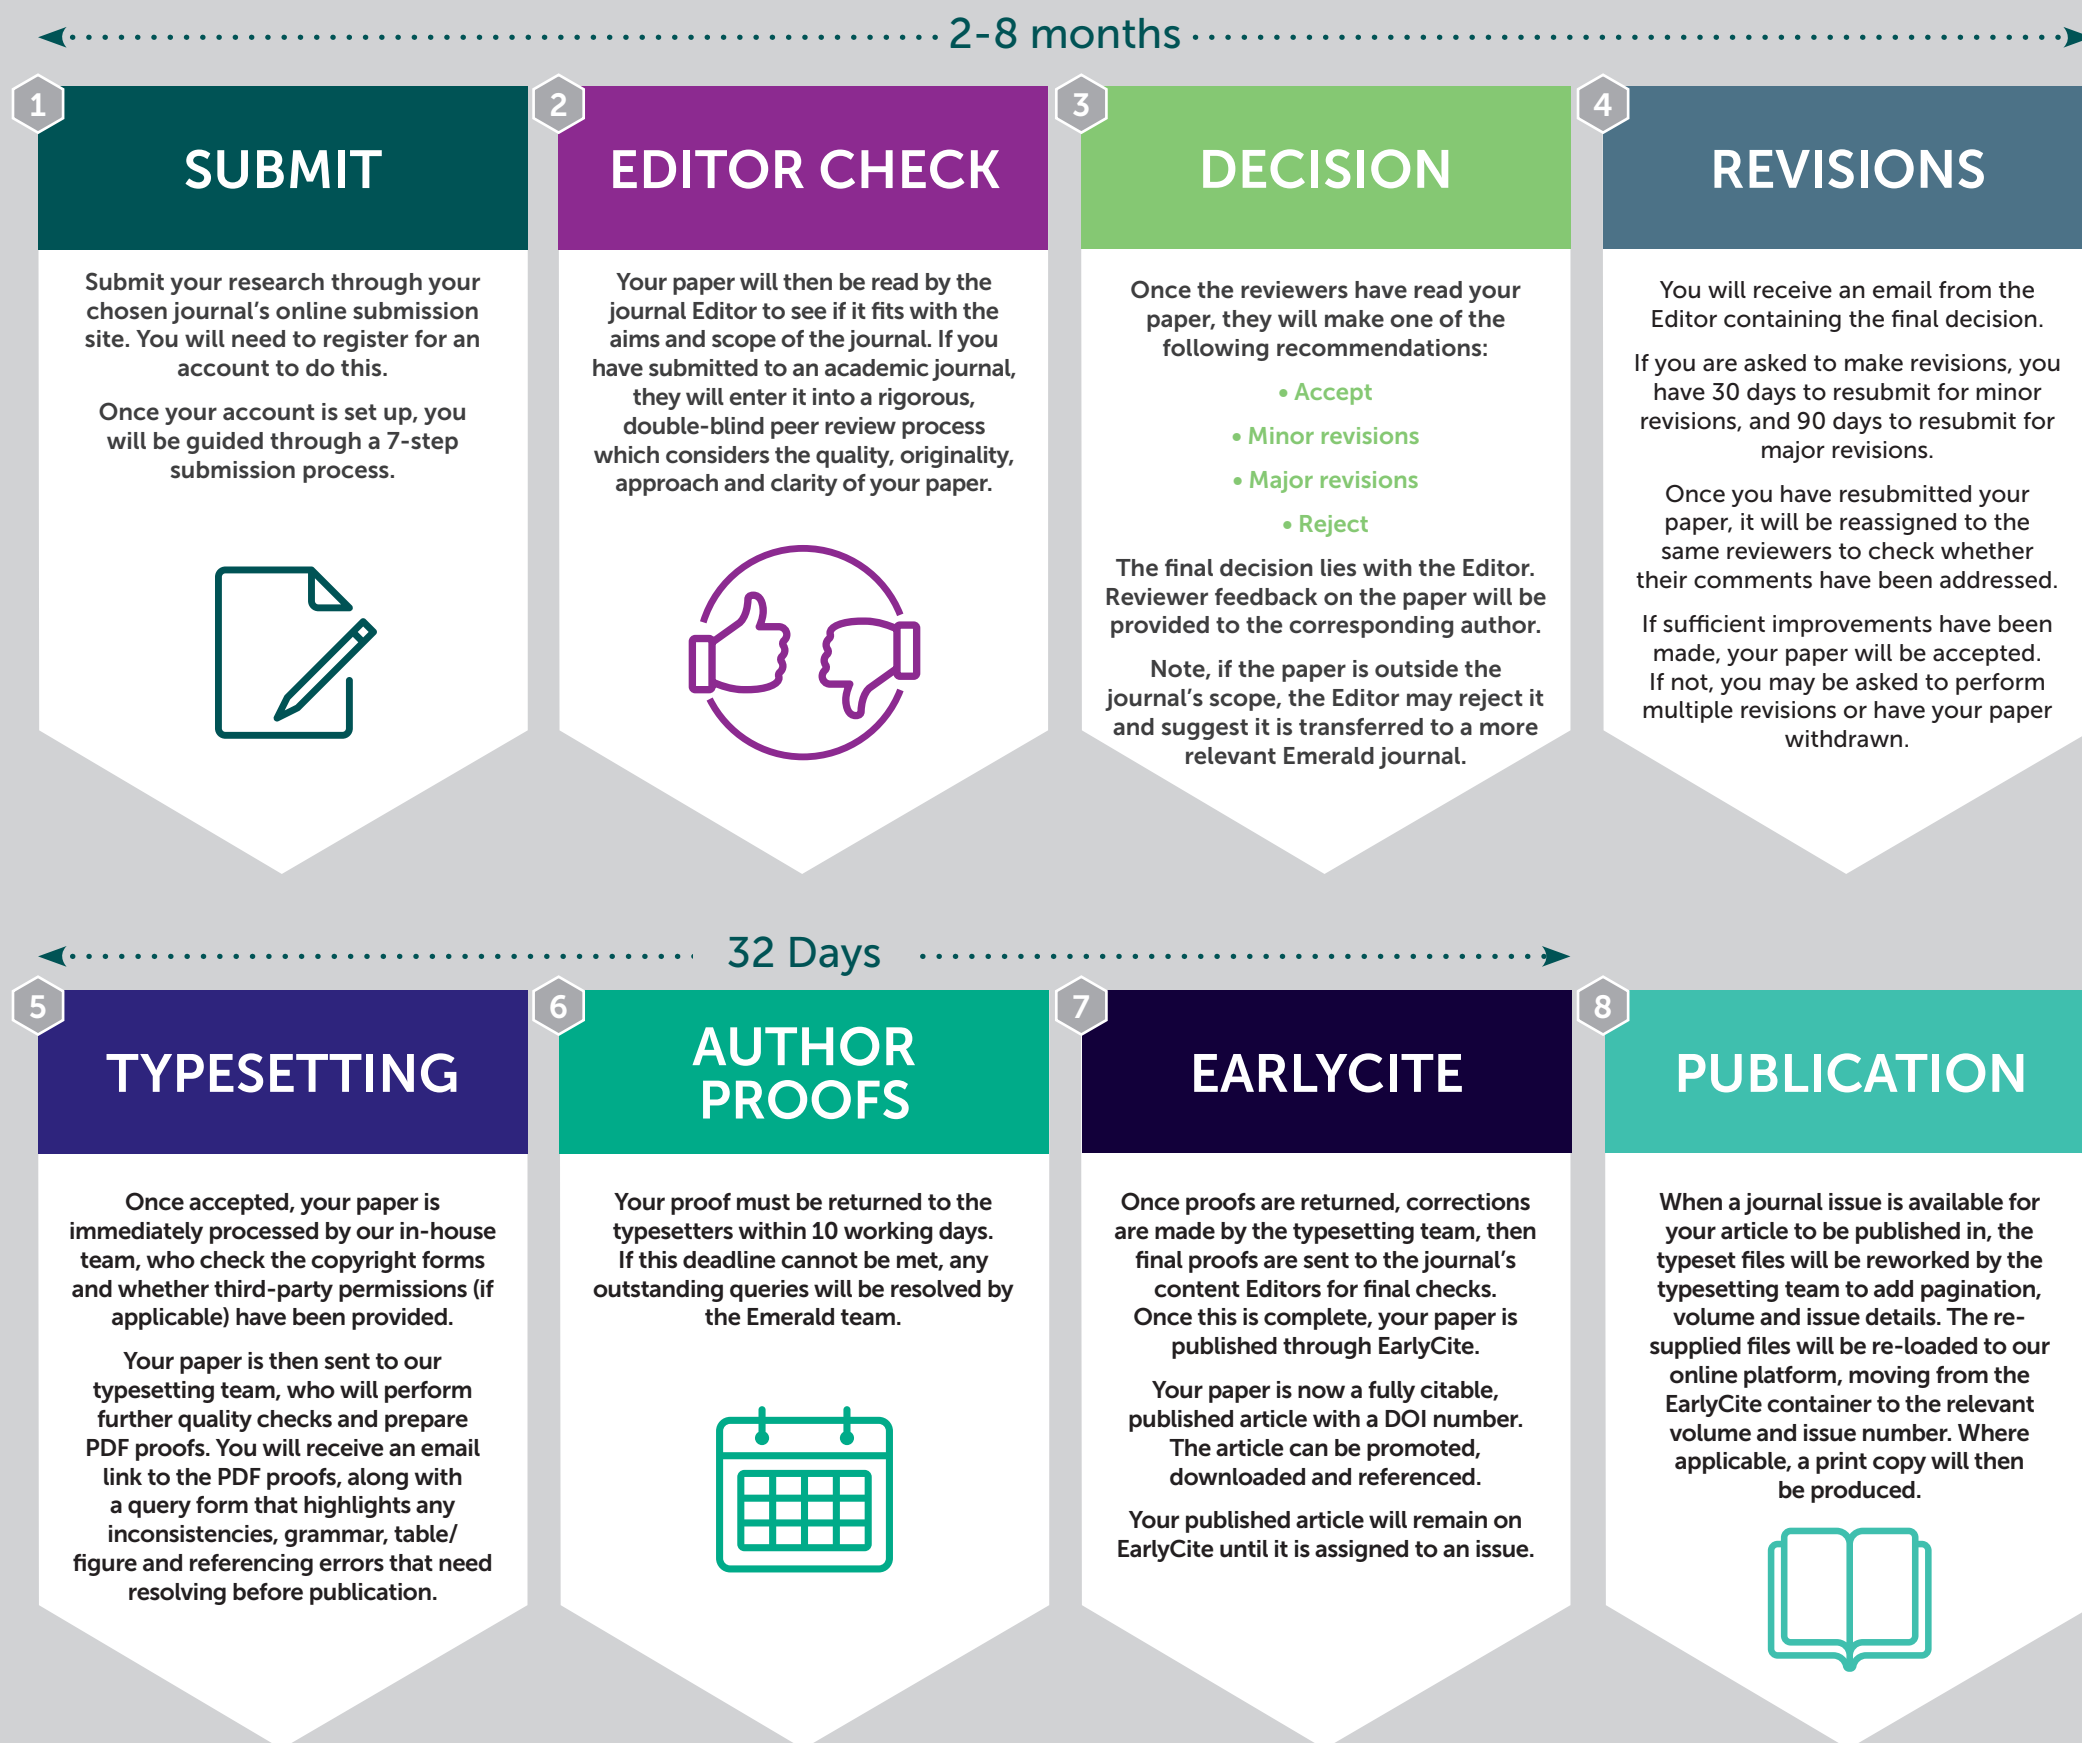 2-8 months
1
SUBMIT
Submit your research through your
chosen journal's online submission
site. You will need to register for an
account to do this.
Once your account is set up, you
will be guided through a 7-step
submission process.
2
EDITOR CHECK
Your paper will then be read by the
journal Editor to see if it fits with the
aims and scope of the journal. If you
have submitted to an academic journal,
they will enter it into a rigorous,
double-blind peer review process
which considers the quality, originality,
approach and clarity of your paper.
3
DECISION
Once the reviewers have read your
paper, they will make one of the
following recommendations:
• Accept
• Minor revisions
• Major revisions
• Reject
The final decision lies with the Editor.
Reviewer feedback on the paper will be
provided to the corresponding author.
Note, if the paper is outside the
journal's scope, the Editor may reject it
and suggest it is transferred to a more
relevant Emerald journal.
4
REVISIONS
You will receive an email from the
Editor containing the final decision.
If you are asked to make revisions, you
have 30 days to resubmit for minor
revisions, and 90 days to resubmit for
major revisions.
Once you have resubmitted your
paper, it will be reassigned to the
same reviewers to check whether
their comments have been addressed.
If sufficient improvements have been
made, your paper will be accepted.
If not, you may be asked to perform
multiple revisions or have your paper
withdrawn.
32 Days
5
TYPESETTING
Once accepted, your paper is
immediately processed by our in-house
team, who check the copyright forms
and whether third-party permissions (if
applicable) have been provided.
Your paper is then sent to our
typesetting team, who will perform
further quality checks and prepare
PDF proofs. You will receive an email
link to the PDF proofs, along with
a query form that highlights any
inconsistencies, grammar, table/
figure and referencing errors that need
resolving before publication.
6
AUTHOR
PROOFS
Your proof must be returned to the
typesetters within 10 working days.
If this deadline cannot be met, any
outstanding queries will be resolved by
the Emerald team.
7
EARLYCITE
Once proofs are returned, corrections
are made by the typesetting team, then
final proofs are sent to the journal's
content Editors for final checks.
Once this is complete, your paper is
published through EarlyCite.
Your paper is now a fully citable,
published article with a DOI number.
The article can be promoted,
downloaded and referenced.
Your published article will remain on
EarlyCite until it is assigned to an issue.
8
PUBLICATION
When a journal issue is available for
your article to be published in, the
typeset files will be reworked by the
typesetting team to add pagination,
volume and issue details. The re-
supplied files will be re-loaded to our
online platform, moving from the
EarlyCite container to the relevant
volume and issue number. Where
applicable, a print copy will then
be produced.